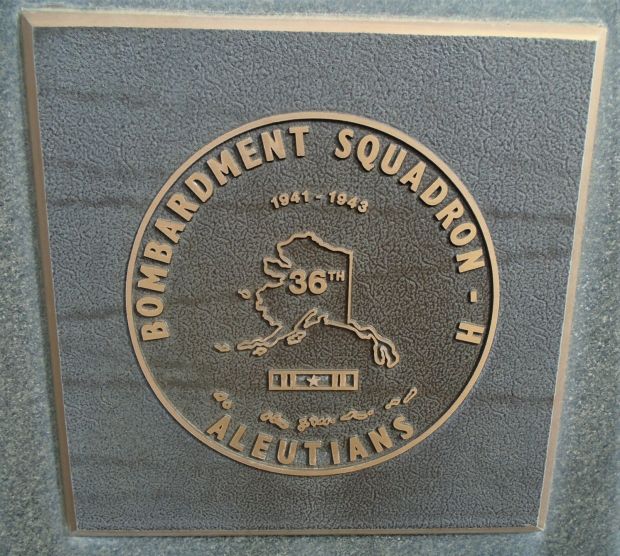 BOMBARDMENT SQUADRON - H
1941 - 1943
36TH
ALEUTIANS